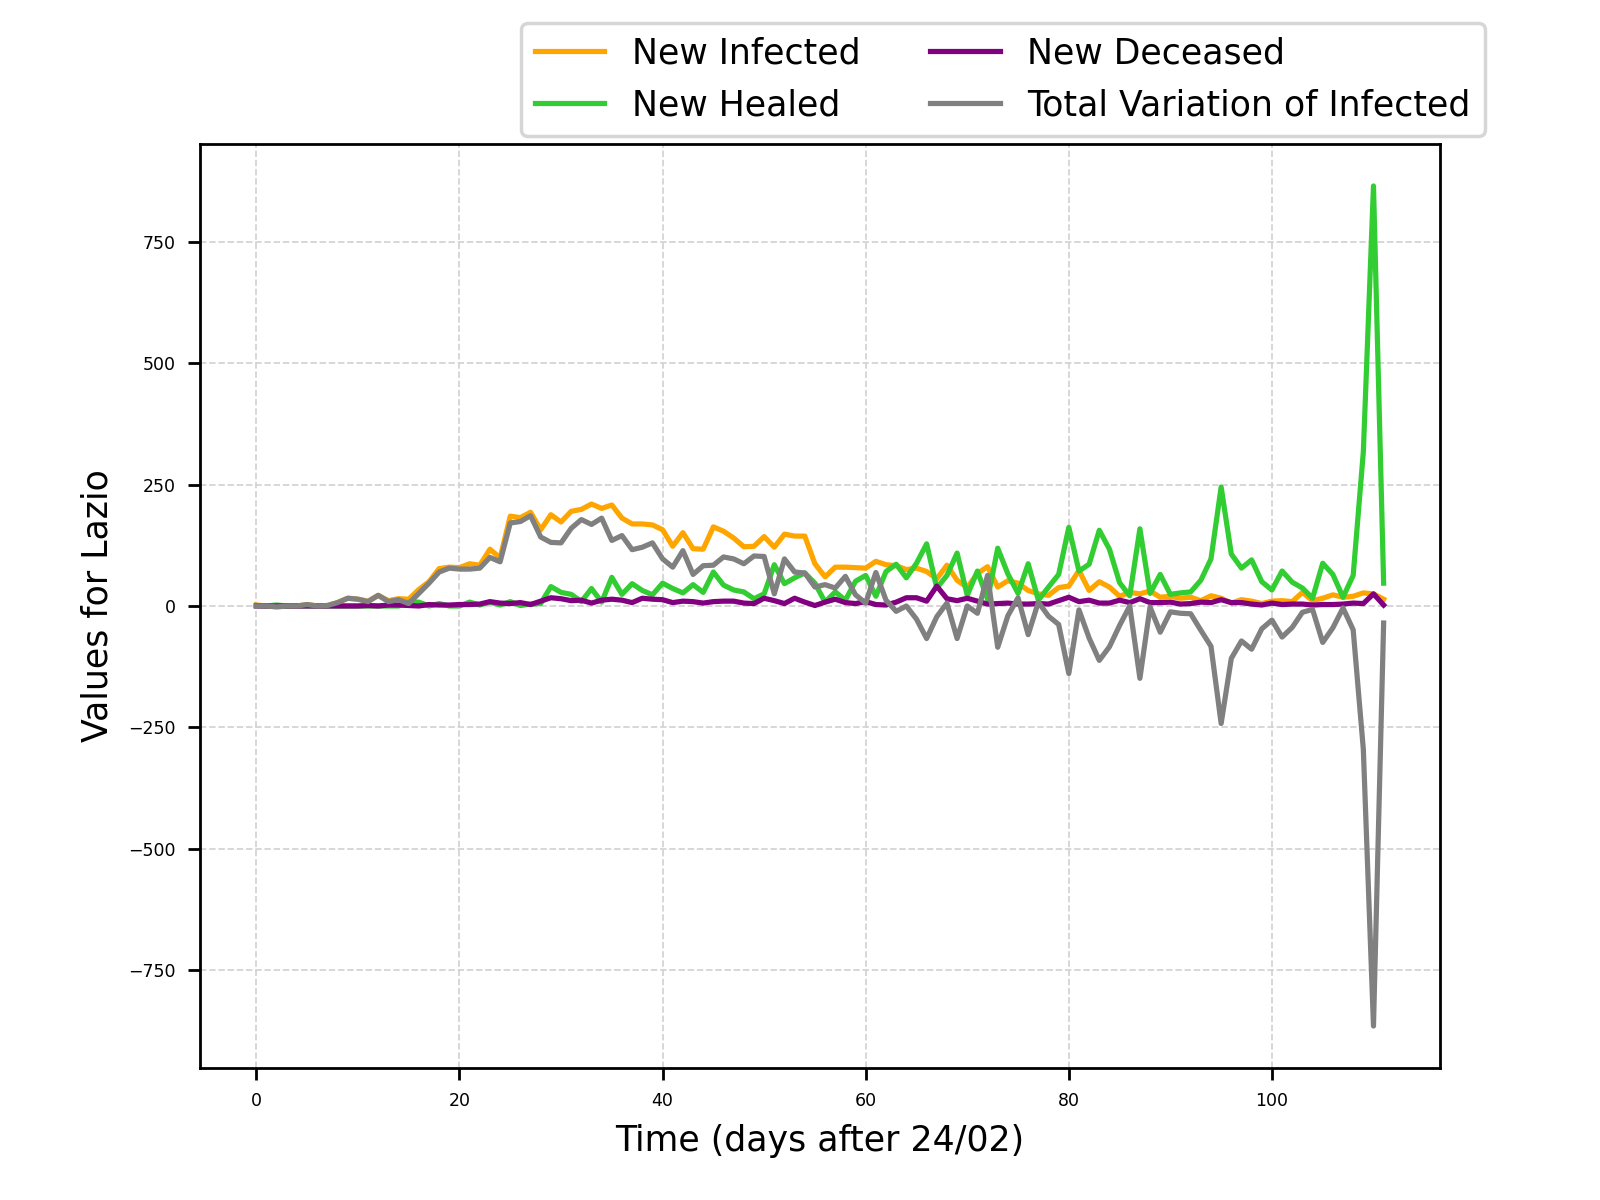 New Infected
New Healed
New Deceased
Total Variation of Infected
750
500
250
0
−250
−500
−750
Values for Lazio
0 20 40 60 80 100
Time (days after 24/02)